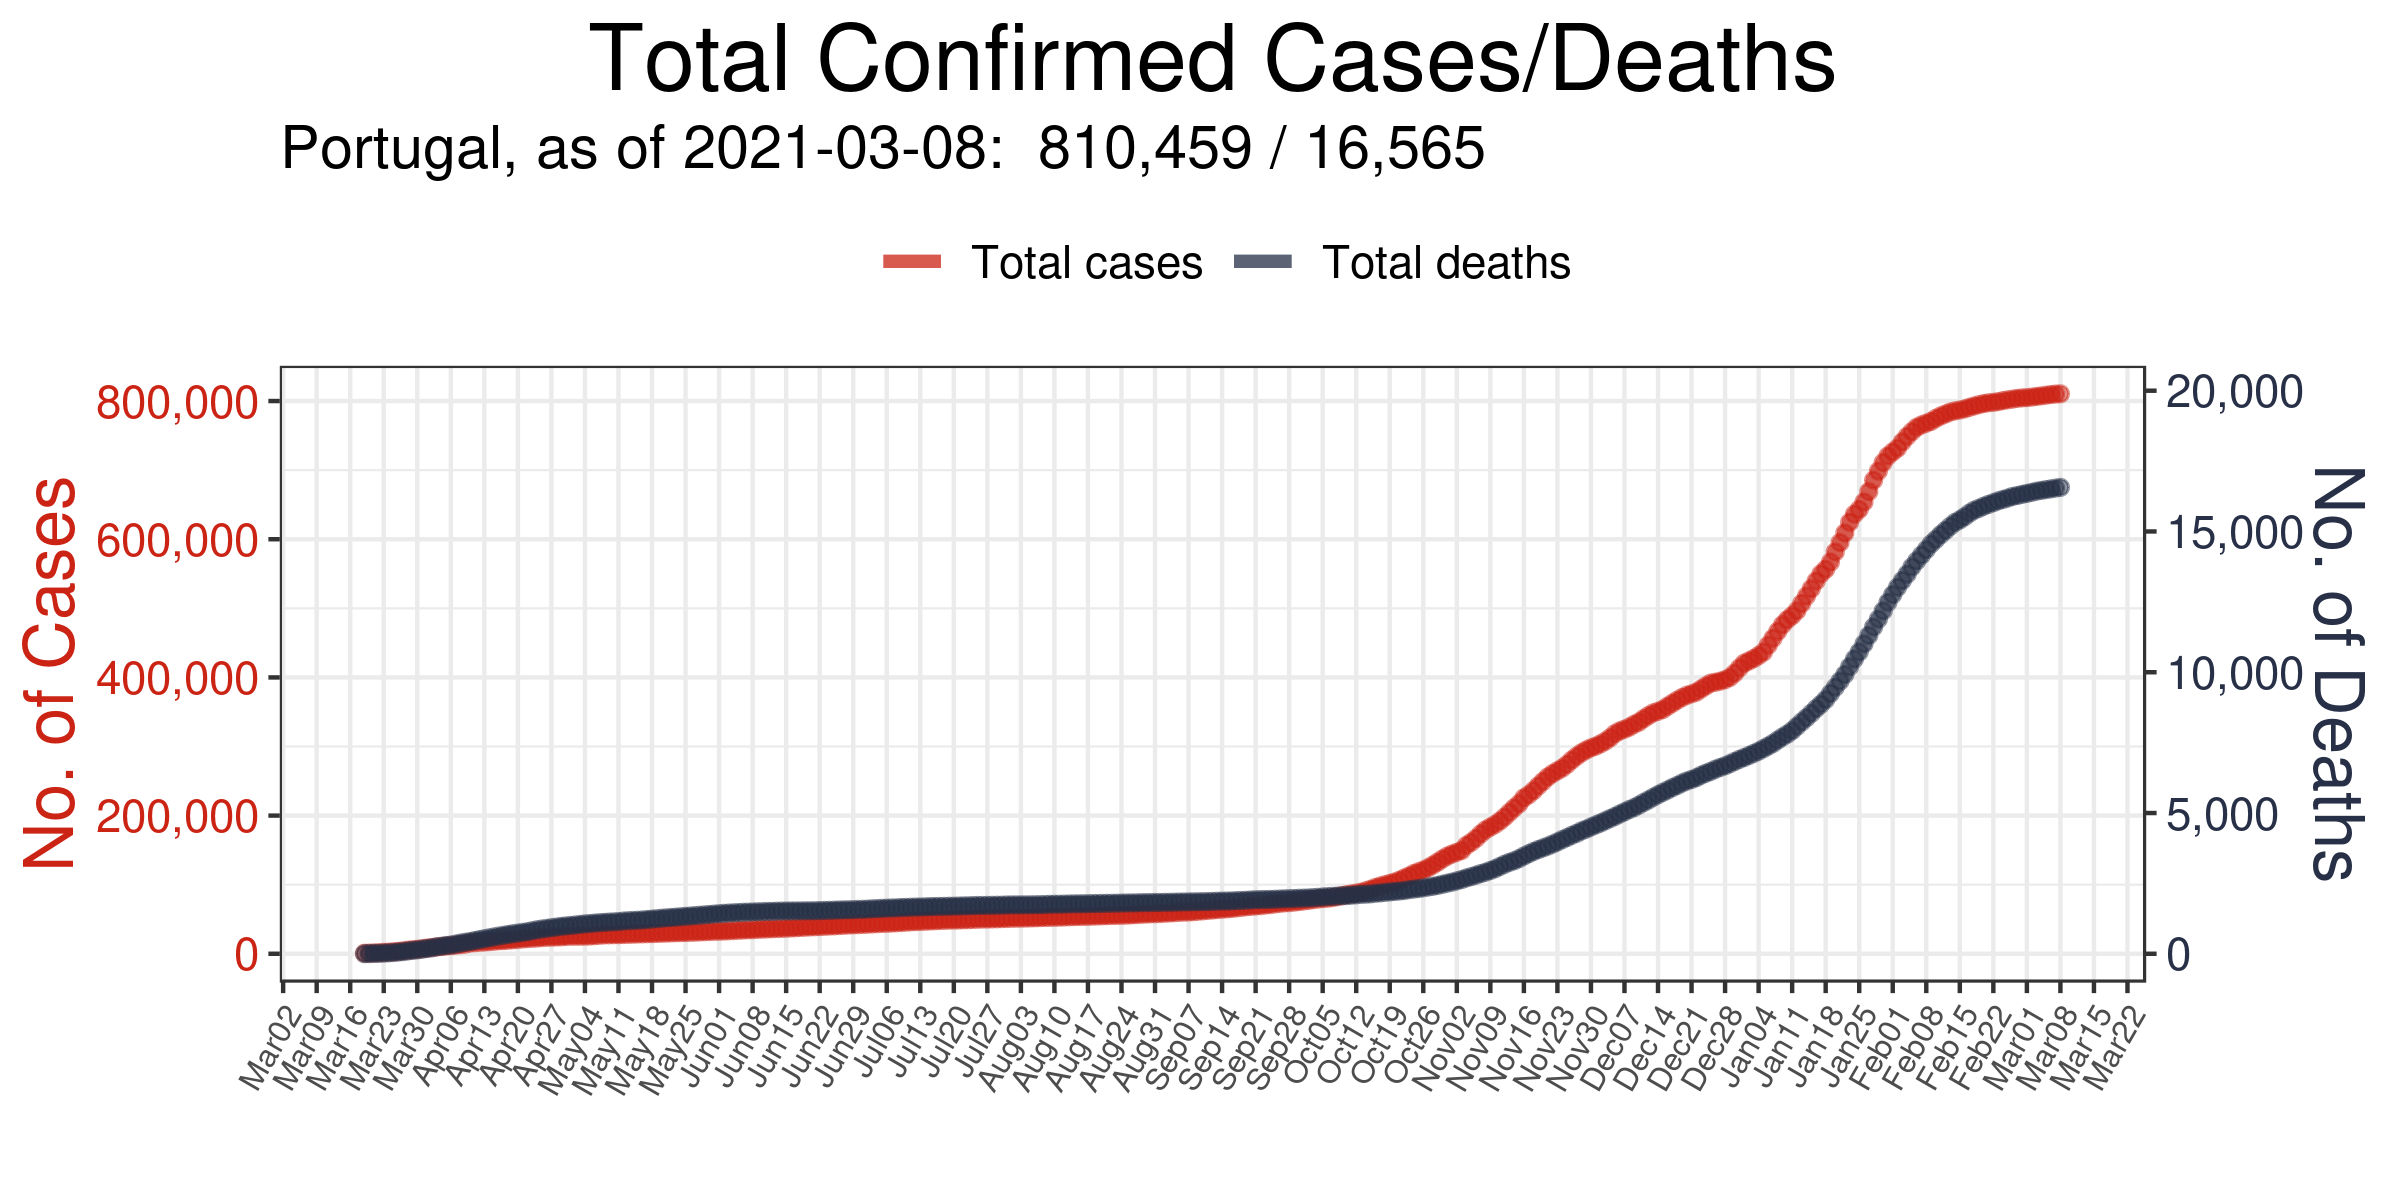 Total Confirmed Cases/Deaths
Portugal, as of 2021-03-08:  810,459 / 16,565
Total cases
Total deaths
No. of Cases
800,000
600,000
400,000
200,000
0
20,000
15,000
10,000
5,000
0
No. of Deaths
Mar02
Mar09
Mar16
Mar23
Mar30
Apr06
Apr13
Apr20
Apr27
May04
May11
May18
May25
Jun01
Jun08
Jun15
Jun22
Jun29
Jul06
Jul13
Jul20
Jul27
Aug03
Aug10
Aug17
Aug24
Aug31
Sep07
Sep14
Sep21
Sep28
Oct05
Oct12
Oct19
Oct26
Nov02
Nov09
Nov16
Nov23
Nov30
Dec07
Dec14
Dec21
Dec28
Jan04
Jan11
Jan18
Jan25
Feb01
Feb08
Feb15
Feb22
Mar01
Mar08
Mar15
Mar22